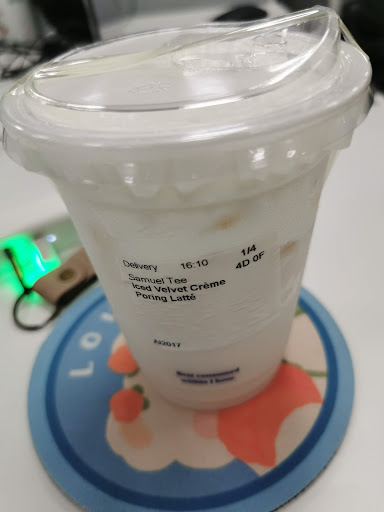 Delivery 16:10 1/4
4D 0F
Samuel Tee
Iced Velvet Crème
Poring Latté
Best consumed
within 1 hour
LO